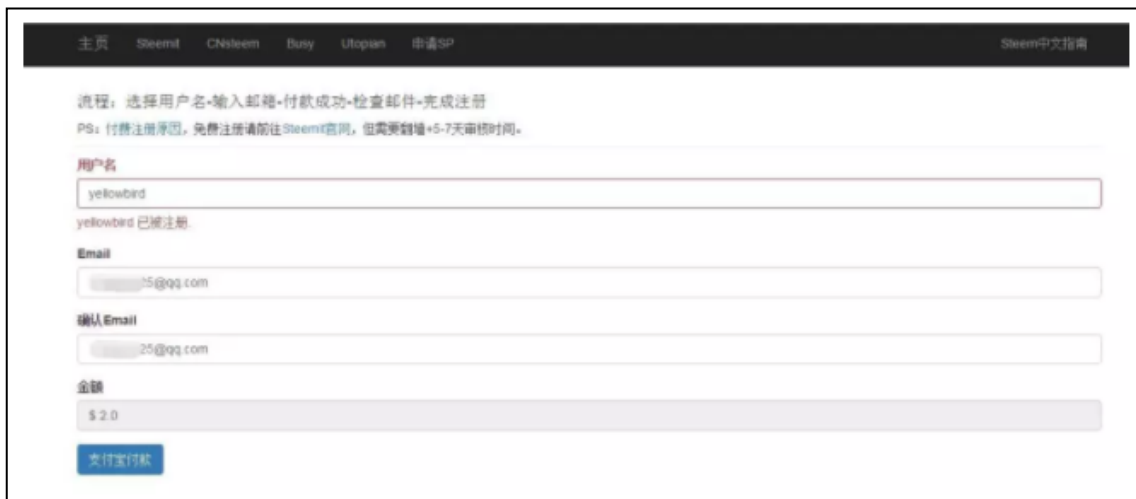 主页 Steemit CNsteem Busy Utopian 申请SP Steem中文指南
流程：选择用户名-输入邮箱-付款成功-检查邮件-完成注册
PS：付费注册原因，免费注册请前往Steemit官网，但需要翻墙+5-7天审核时间。
用户名
yellowbird
yellowbird 已被注册.
Email
25@qq.com
确认Email
25@qq.com
金额
$ 2.0
支付宝付款